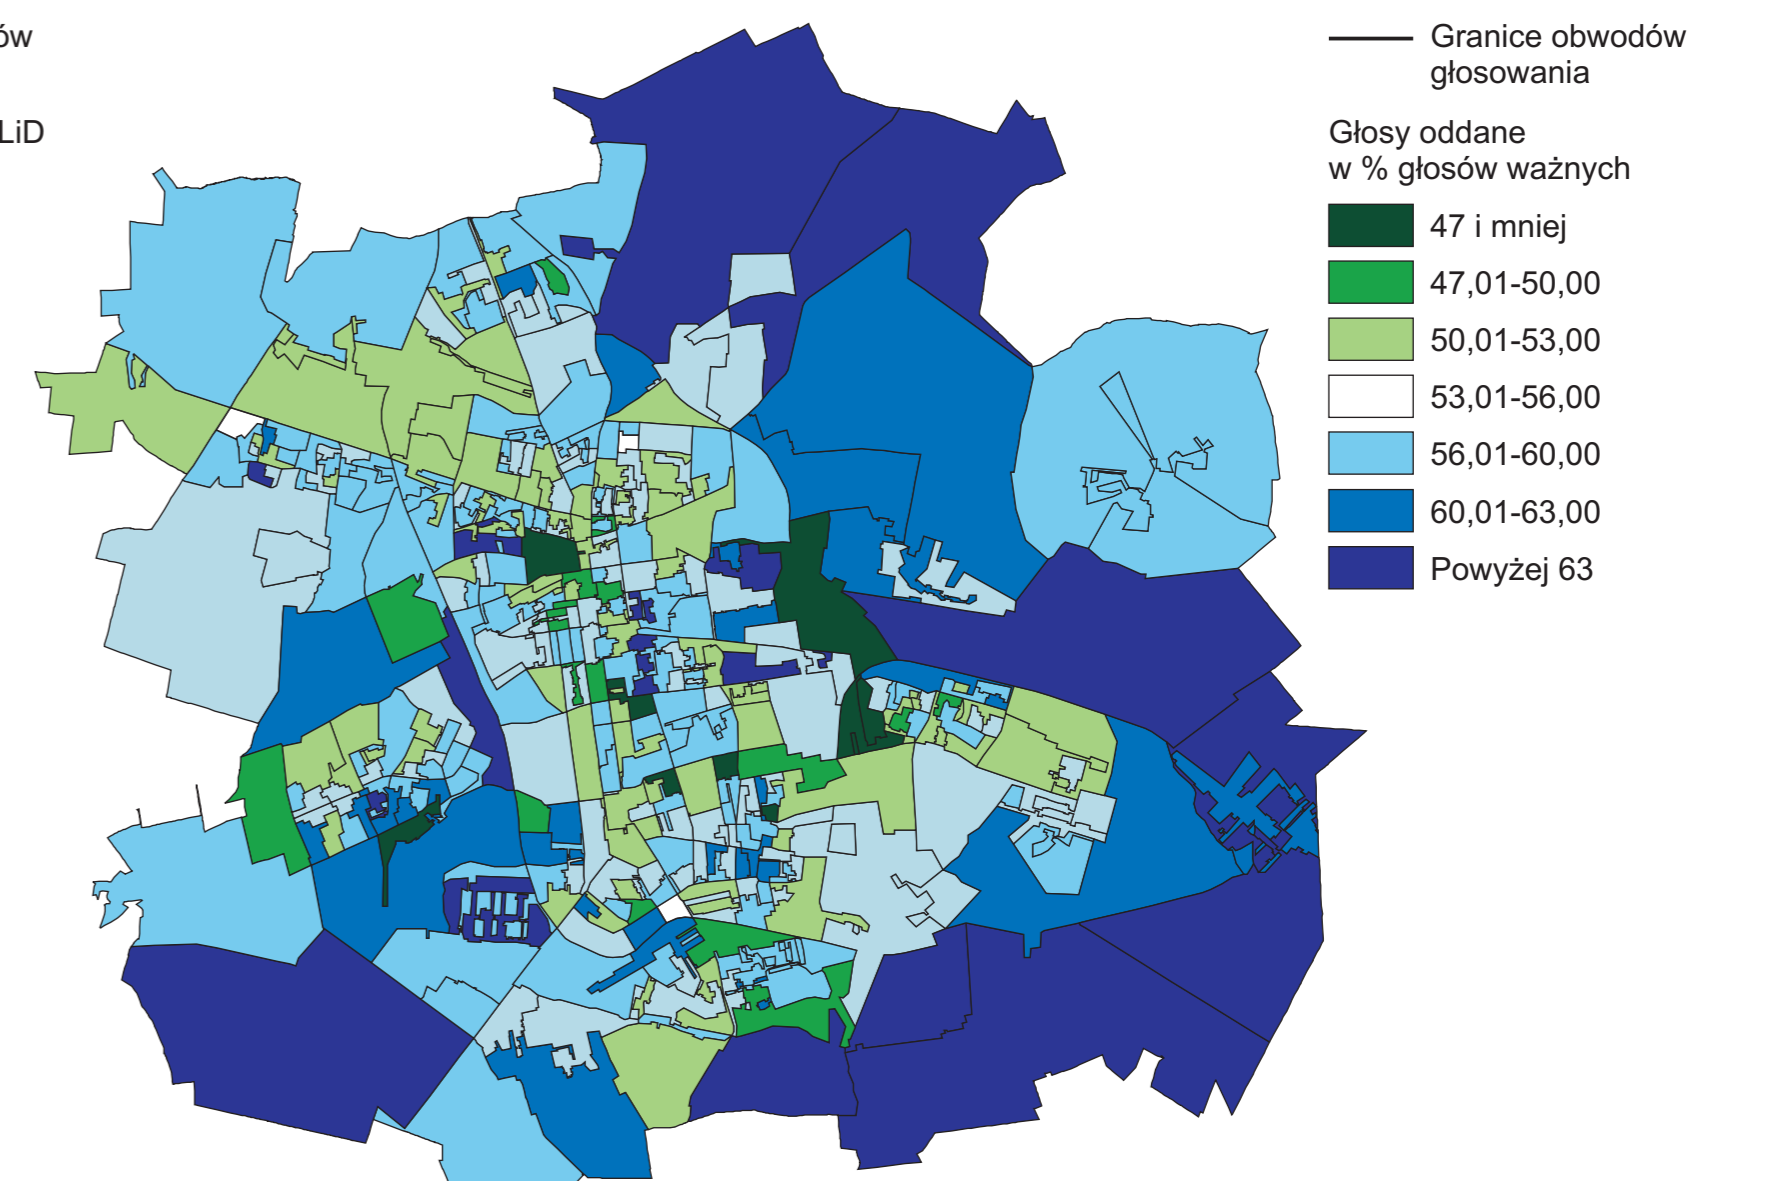 ów
LiD
Granice obwodów
głosowania
Głosy oddane
w % głosów ważnych
47 i mniej
47,01-50,00
50,01-53,00
53,01-56,00
56,01-60,00
60,01-63,00
Powyżej 63